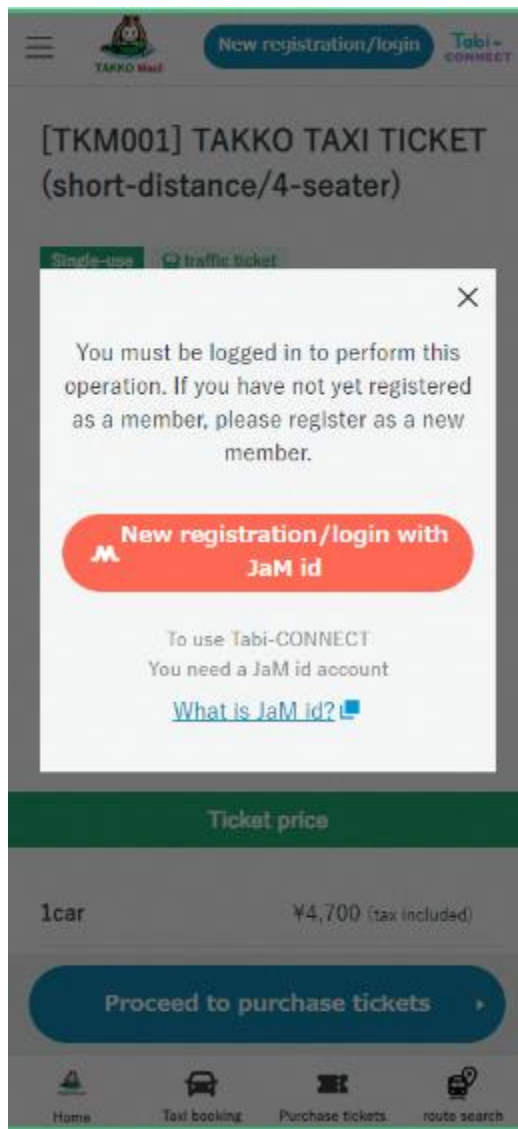 TAKKO Maas
New registration/login
Tabi-
CONNECT
[TKM001] TAKKO TAXI TICKET
(short-distance/4-seater)
Single-use
traffic ticket
You must be logged in to perform this
operation. If you have not yet registered
as a member, please register as a new
member.
New registration/login with
JaM id
To use Tabi-CONNECT
You need a JaM id account
What is JaM id?
Ticket price
1car
¥4,700 (tax included)
Proceed to purchase tickets
Home
Taxi booking
Purchase tickets
route search